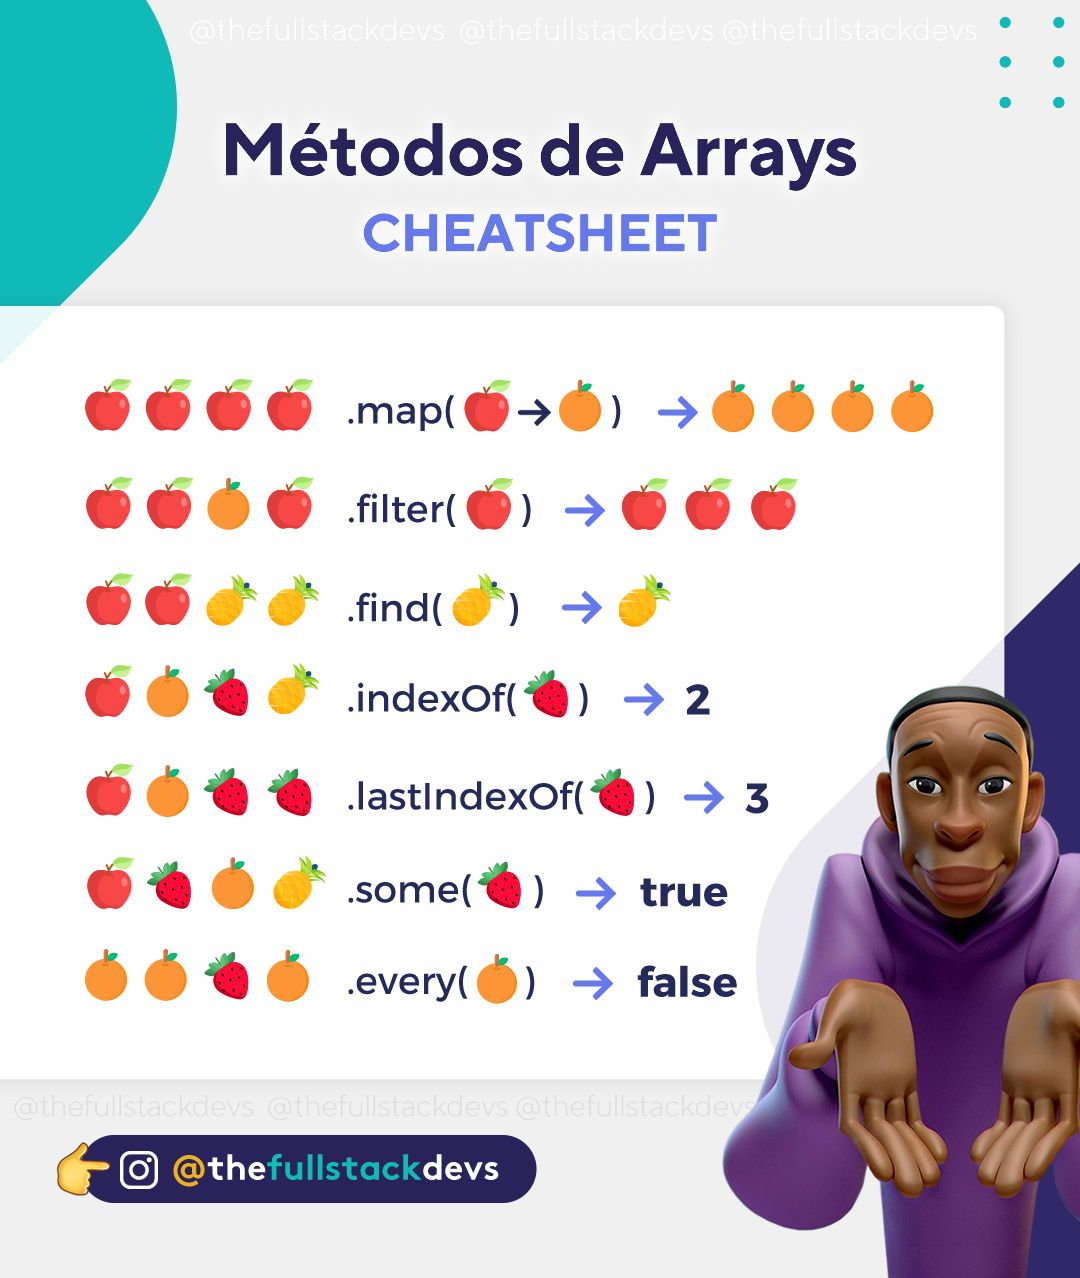 @thefullstackdevs @thefullstackdevs @thefullstackdevs
Métodos de Arrays
CHEATSHEET
.map( → ) →
.filter( ) →
.find( ) →
.indexOf( ) → 2
.lastIndexOf( ) → 3
.some( ) → true
.every( ) → false
@thefullstackdevs @thefullstackdevs @thefullstackdevs
@thefullstackdevs